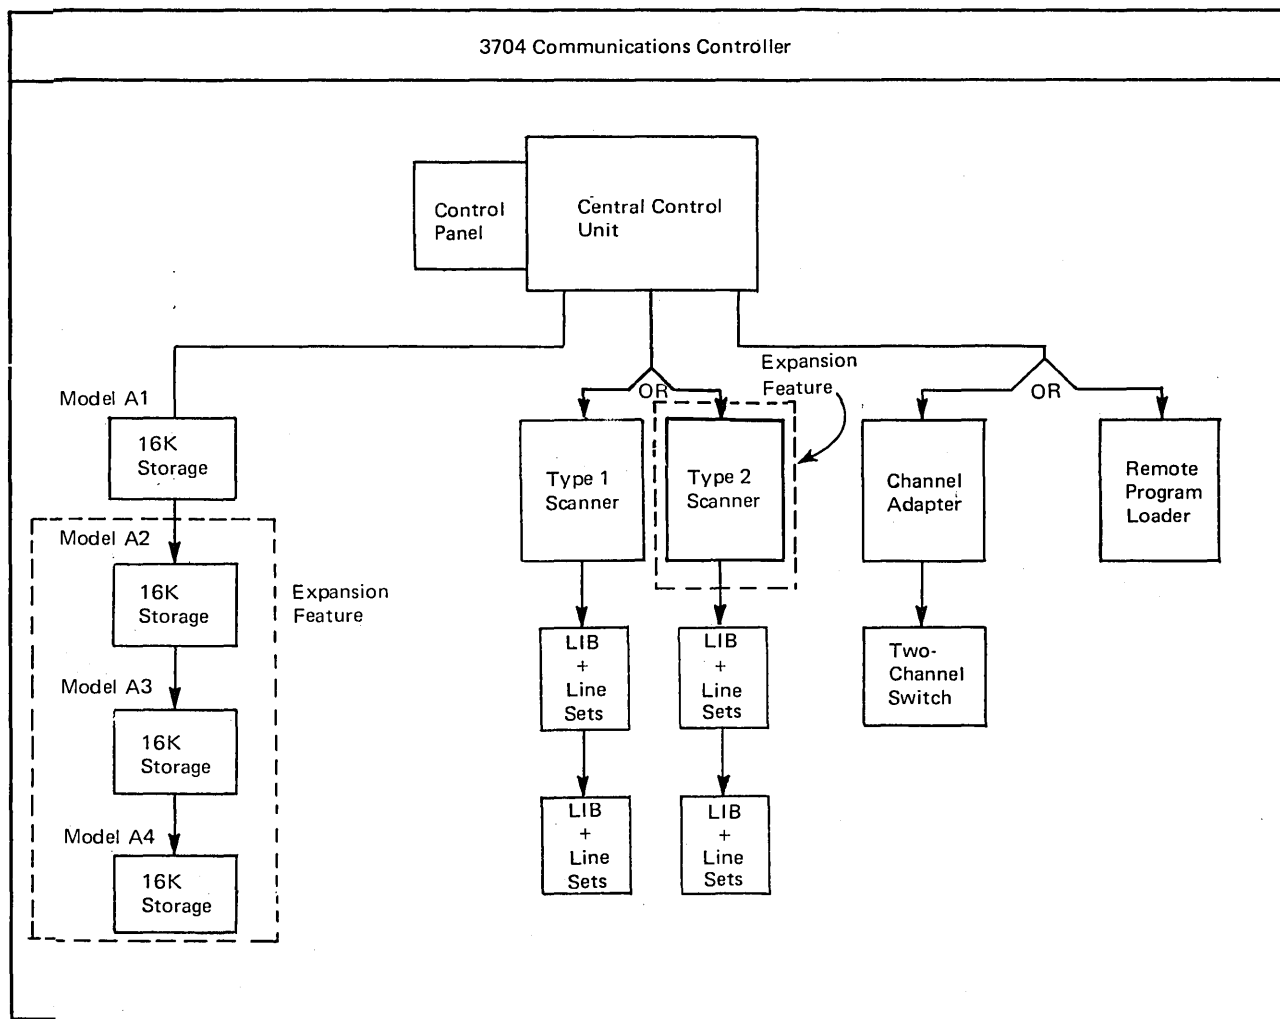 3704 Communications Controller
Control
Panel
Central Control
Unit
Expansion
Feature
OR
OR
Model A1
16K
Storage
Type 1
Scanner
Type 2
Scanner
Channel
Adapter
Remote
Program
Loader
Model A2
16K
Storage
Expansion
Feature
LIB
+
Line
Sets
LIB
+
Line
Sets
Two-
Channel
Switch
Model A3
16K
Storage
LIB
+
Line
Sets
LIB
+
Line
Sets
Model A4
16K
Storage